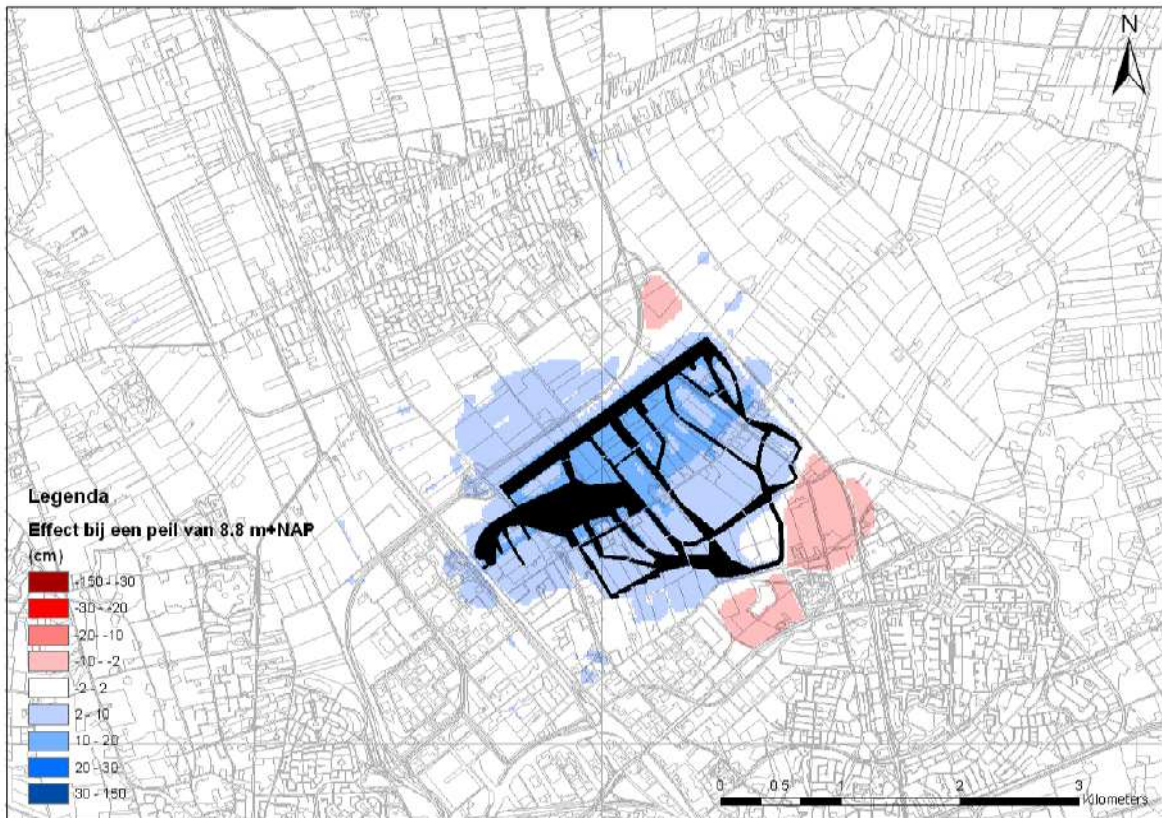 N
Legenda
Effect bij een peil van 8.8 m+NAP
(cm)
-150 - -30
-30 - -20
-20 - -10
-10 - -2
-2 - 2
2 - 10
10 - 20
20 - 30
30 - 150
0 0.5 1 2 3
Kilometers